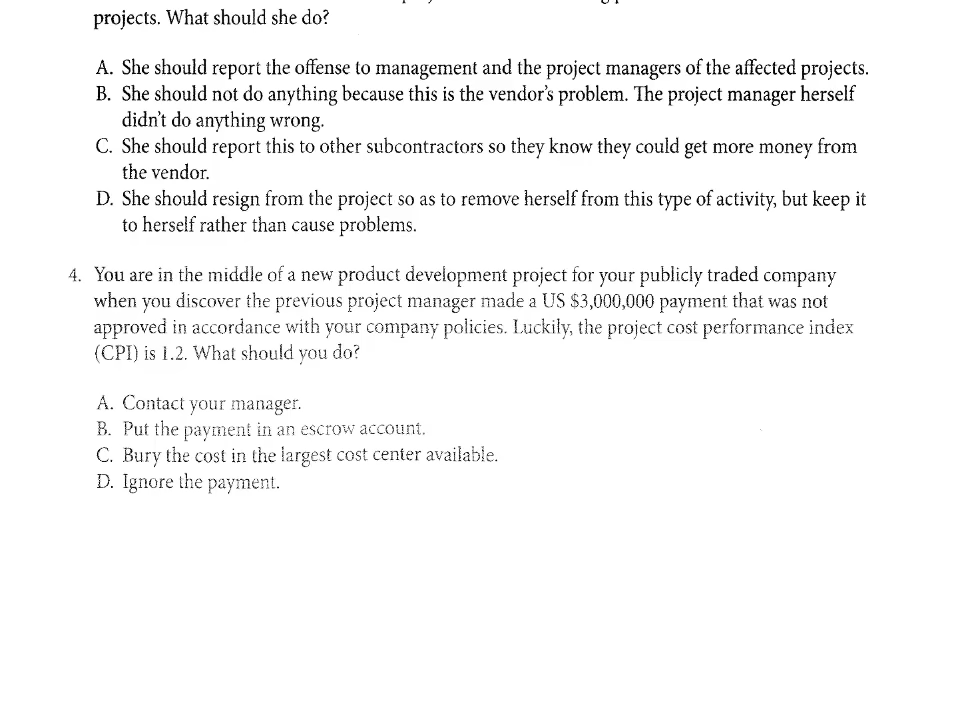 projects. What should she do?
A. She should report the offense to management and the project managers of the affected projects.
B. She should not do anything because this is the vendor's problem. The project manager herself
didn't do anything wrong.
C. She should report this to other subcontractors so they know they could get more money from
the vendor.
D. She should resign from the project so as to remove herself from this type of activity, but keep it
to herself rather than cause problems.
4. You are in the middle of a new product development project for your publicly traded company
when you discover the previous project manager made a US $3,000,000 payment that was not
approved in accordance with your company policies. Luckily, the project cost performance index
(CPI) is 1.2. What should you do?
A. Contact your manager.
B. Put the payment in an escrow account.
C. Bury the cost in the largest cost center available.
D. Ignore the payment.